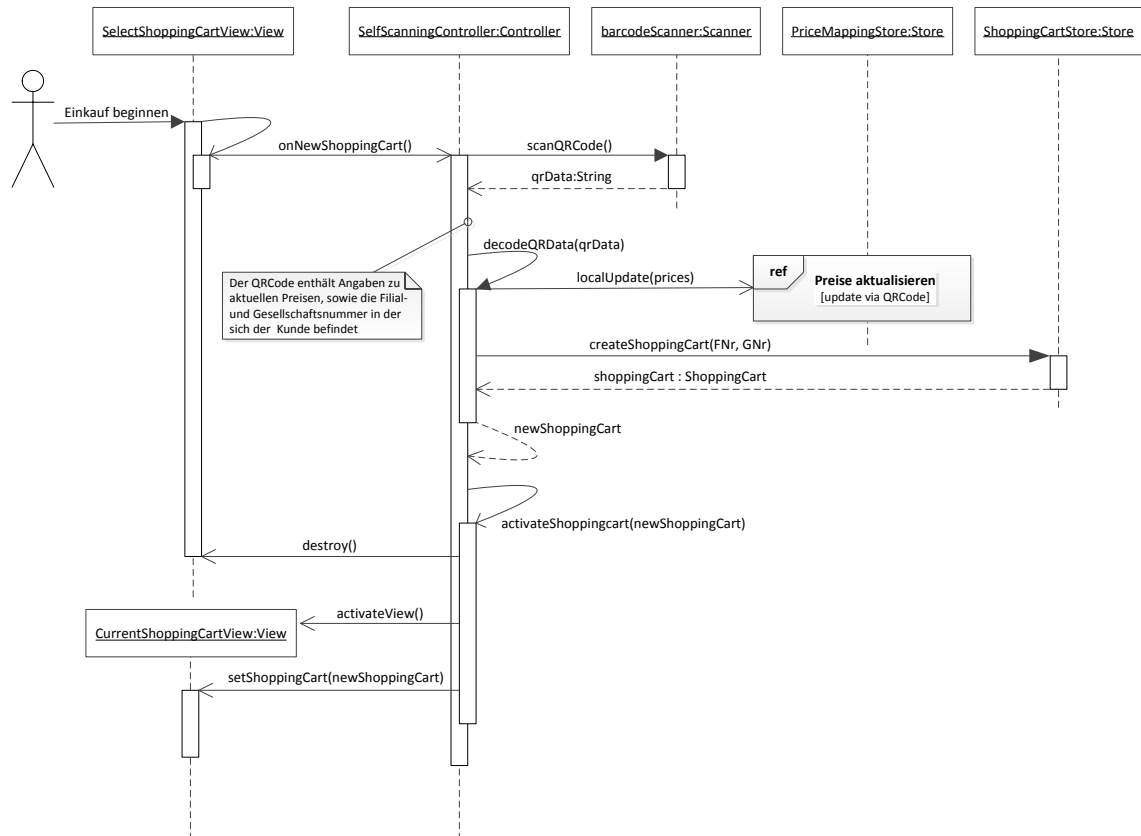 SelectShoppingCartView:View
SelfScanningController:Controller
barcodeScanner:Scanner
PriceMappingStore:Store
ShoppingCartStore:Store
Einkauf beginnen
onNewShoppingCart()
scanQRCode()
qrData:String
decodeQRData(qrData)
Der QRCode enthält Angaben zu
aktuellen Preisen, sowie die Filial-
und Gesellschaftsnummer in der
sich der Kunde befindet
localUpdate(prices)
ref
Preise aktualisieren
[update via QRCode]
createShoppingCart(FNr, GNr)
shoppingCart : ShoppingCart
newShoppingCart
activateShoppingcart(newShoppingCart)
destroy()
activateView()
CurrentShoppingCartView:View
setShoppingCart(newShoppingCart)